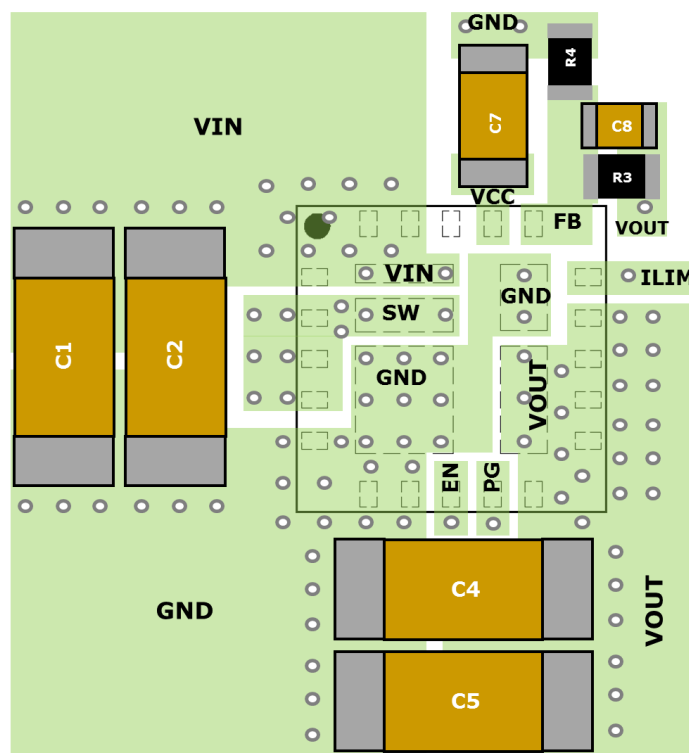 GND
R4
VIN
C7
C8
R3
VCC
FB
VOUT
VIN
GND
ILIM
SW
C1
C2
GND
VOUT
EN
PG
C4
GND
VOUT
C5